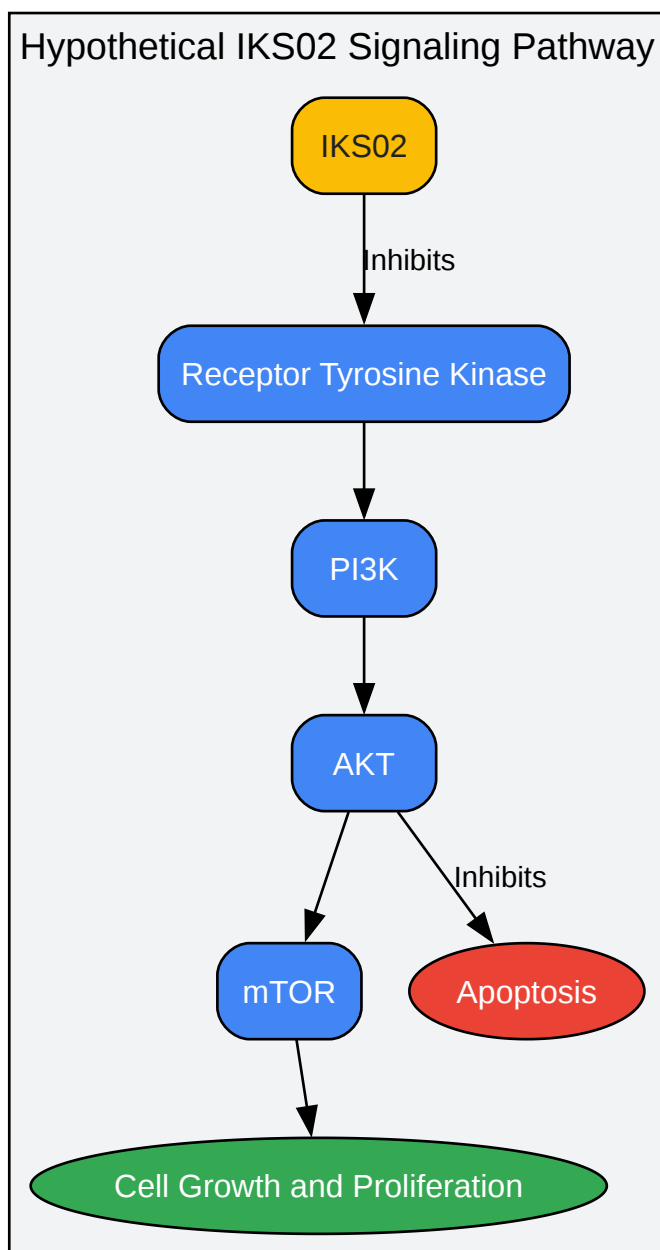 Hypothetical IKS02 Signaling Pathway
IKS02
Inhibits
Receptor Tyrosine Kinase
PI3K
AKT
Inhibits
mTOR
Apoptosis
Cell Growth and Proliferation